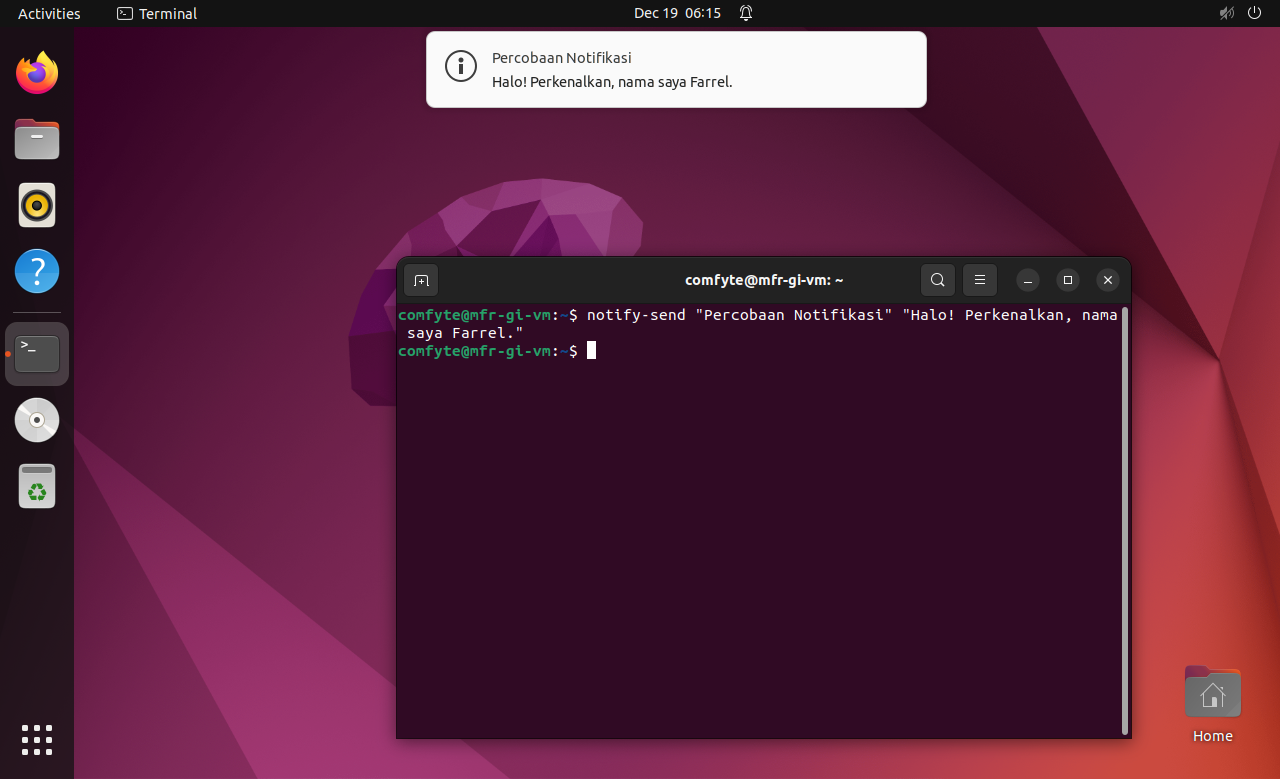 Activities
Terminal
Dec 19 06:15
Percobaan Notifikasi
Halo! Perkenalkan, nama saya Farrel.
comfyte@mfr-gi-vm: ~
comfyte@mfr-gi-vm:~$ notify-send "Percobaan Notifikasi" "Halo! Perkenalkan, nama
saya Farrel."
comfyte@mfr-gi-vm:~$
Home